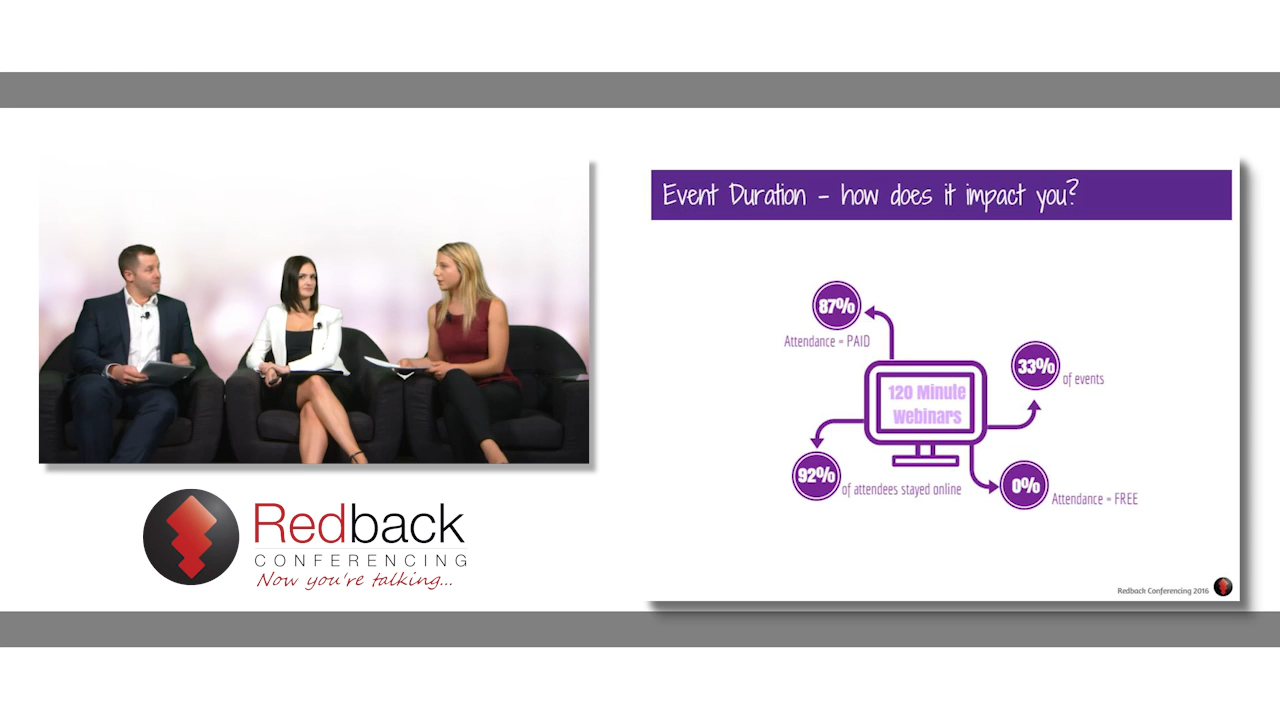 Event Duration - how does it impact you?
87%
Attendance = PAID
33%
of events
120 Minute
Webinars
92%
of attendees stayed online
0%
Attendance = FREE
Redback Conferencing 2016
Redback
CONFERENCING
Now you're talking...